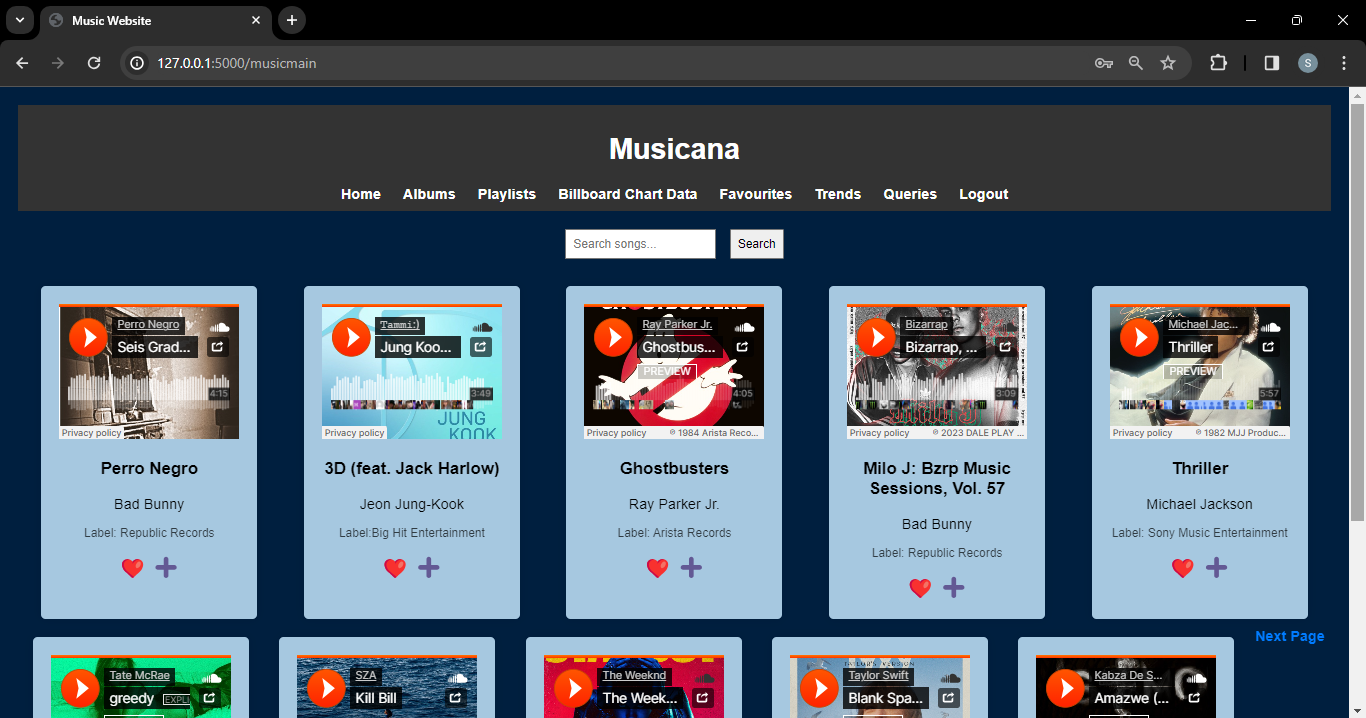 Music Website
127.0.0.1:5000/musicmain
S
Musicana
Home Albums Playlists Billboard Chart Data Favourites Trends Queries Logout
Search songs... Search
Perro Negro
Seis Grad...
4:15
Privacy policy
Perro Negro
Bad Bunny
Label: Republic Records
Tammi:)
Jung Koo...
3:49
JUNG
KOOK
Privacy policy
3D (feat. Jack Harlow)
Jeon Jung-Kook
Label:Big Hit Entertainment
Ray Parker Jr.
Ghostbus...
PREVIEW
4:05
Privacy policy ℗ 1984 Arista Reco...
Ghostbusters
Ray Parker Jr.
Label: Arista Records
Bizarrap
Bizarrap, ...
3:09
Privacy policy ℗ 2023 DALE PLAY ...
Milo J: Bzrp Music
Sessions, Vol. 57
Bad Bunny
Label: Republic Records
Michael Jac...
Thriller
PREVIEW
5:57
Privacy policy ℗ 1982 MJJ Produc...
Thriller
Michael Jackson
Label: Sony Music Entertainment
Next Page
Tate McRae
greedy EXPLI
SZA
Kill Bill
The Weeknd
The Week...
TAYLOR'S VERSION
Taylor Swift
Blank Spa...
Kabza De S...
Amazwe (...